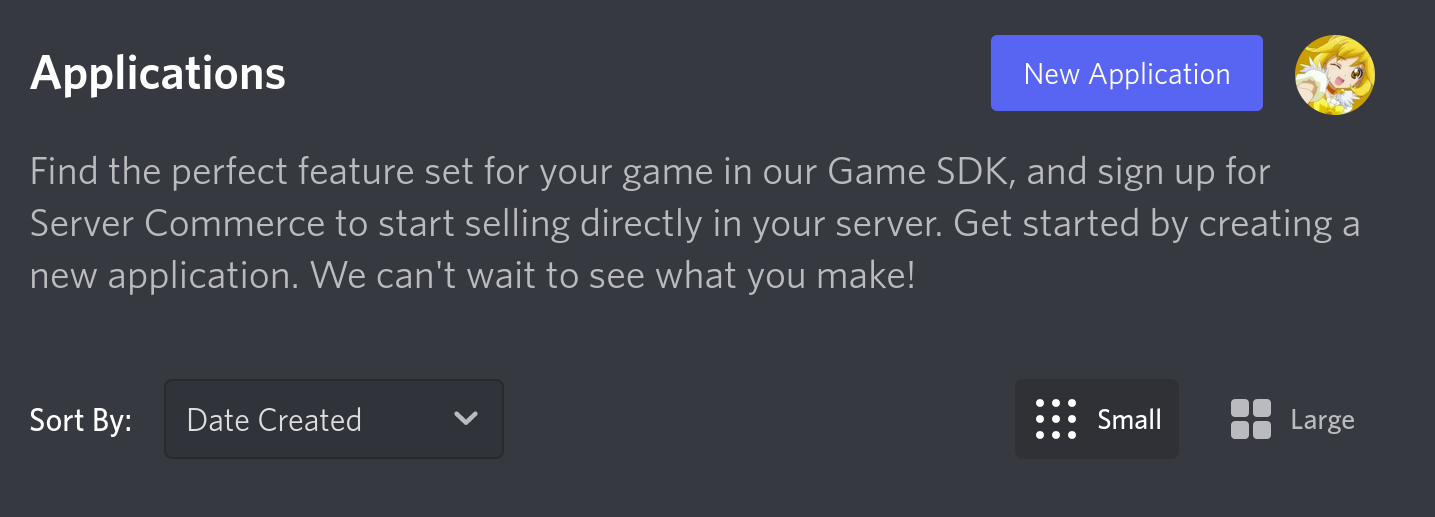 Applications
New Application
Find the perfect feature set for your game in our Game SDK, and sign up for
Server Commerce to start selling directly in your server. Get started by creating a
new application. We can't wait to see what you make!
Sort By:
Date Created
Small
Large